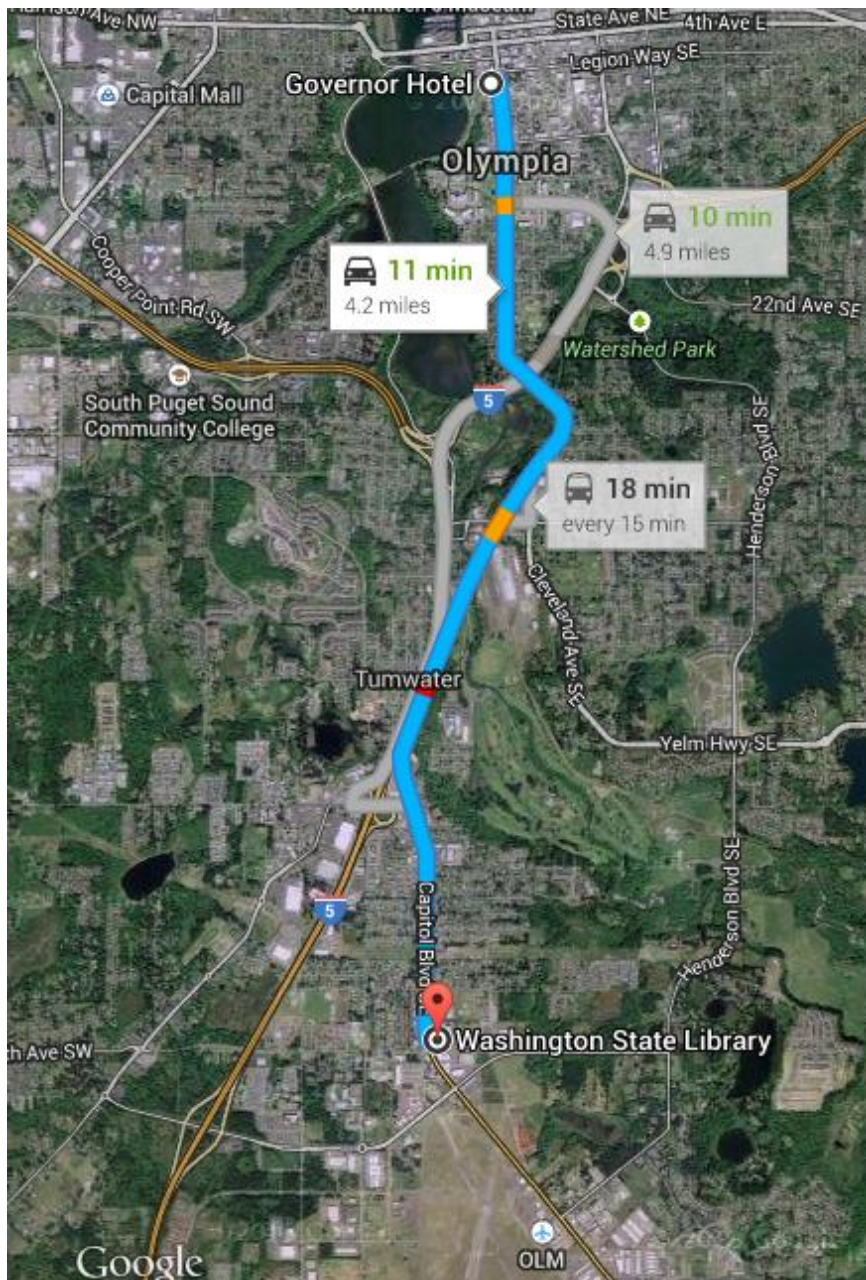 State Ave NE
4th Ave E
Legion Way SE
Governor Hotel
Capital Mall
Olympia
10 min
4.9 miles
11 min
4.2 miles
Cooper Point Rd SW
22nd Ave SE
Watershed Park
5
South Puget Sound
Community College
Henderson Blvd SE
18 min
every 15 min
Cleveland Ave SE
Tumwater
Yelm Hwy SE
Henderson Blvd SE
5
Capitol Blvd
Washington State Library
Ave SW
OLM
Google